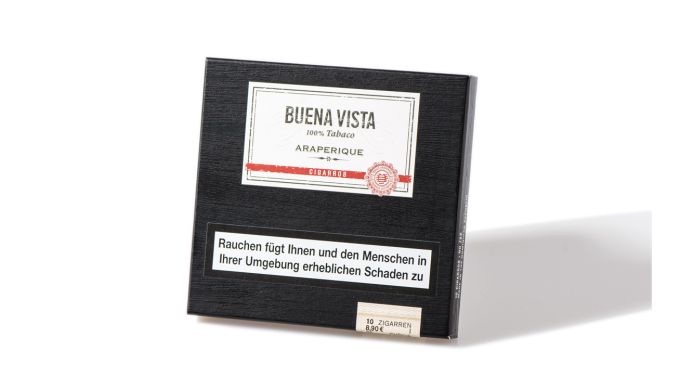 BUENA VISTA
100% Tabaco
ARAPERIQUE
CIGARROS
Rauchen fügt Ihnen und den Menschen in
Ihrer Umgebung erheblichen Schaden zu
10 ZIGARREN
8,90 €